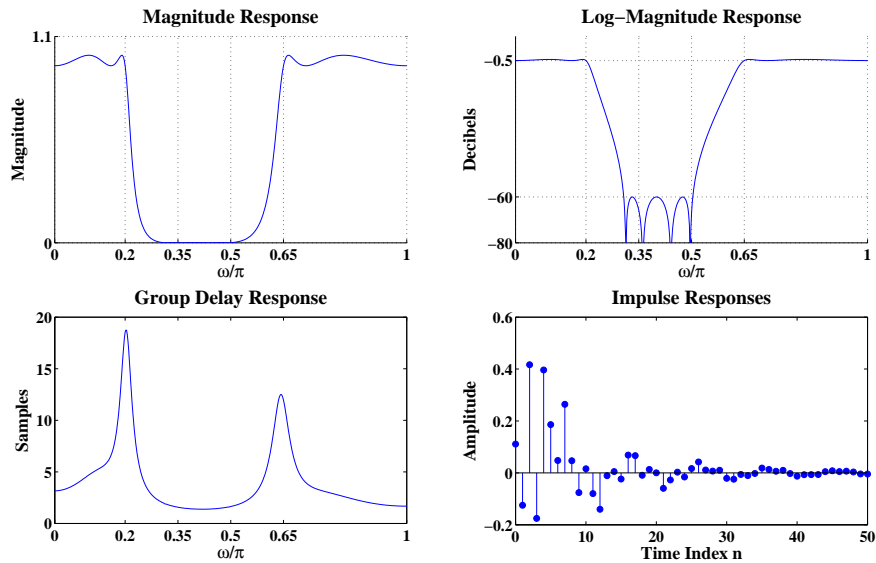 Magnitude Response
1.1
0
Magnitude
0 0.2 0.35 0.5 0.65 1
ω/π
Log−Magnitude Response
−0.5
−60
−80
Decibels
0 0.2 0.35 0.5 0.65 1
ω/π
Group Delay Response
20
15
10
5
0
Samples
0 0.2 0.35 0.5 0.65 1
ω/π
Impulse Responses
0.6
0.4
0.2
0
−0.2
Amplitude
0 10 20 30 40 50
Time Index n